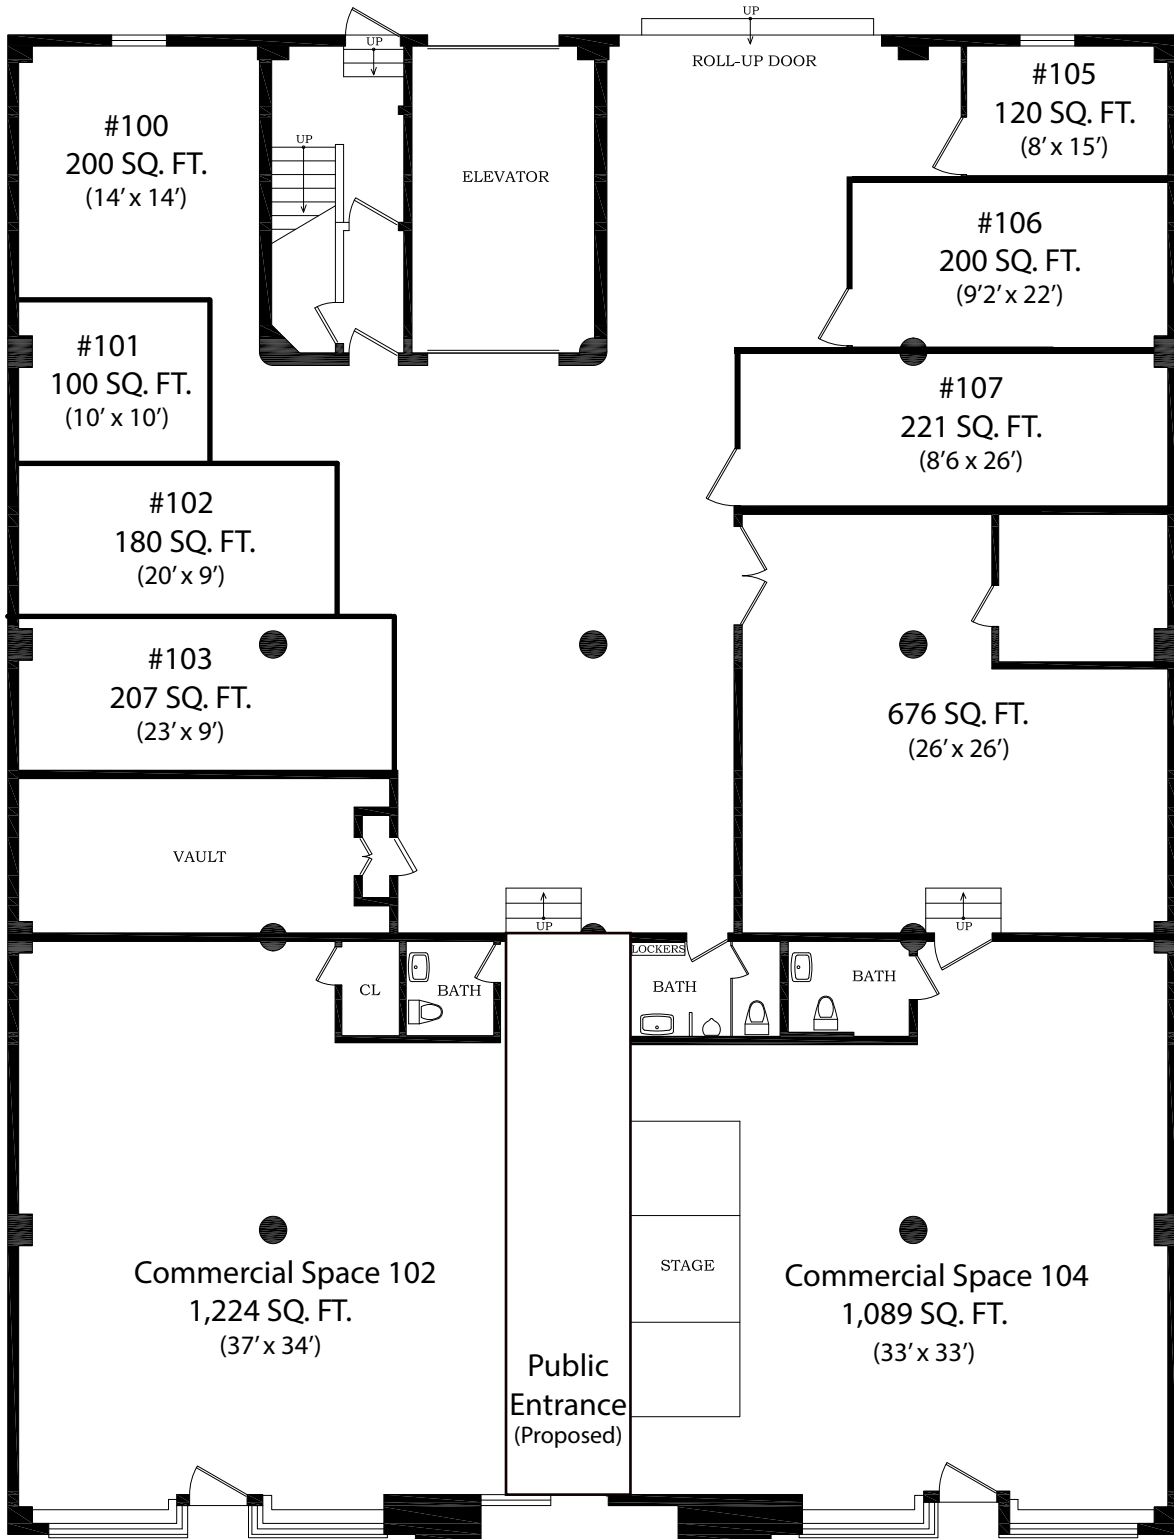 UP
UP
ROLL-UP DOOR
#105
120 SQ. FT.
(8’ x 15’)
#100
200 SQ. FT.
(14’ x 14’)
UP
ELEVATOR
#106
200 SQ. FT.
(9’2’ x 22’)
#101
100 SQ. FT.
(10’ x 10’)
#107
221 SQ. FT.
(8’6 x 26’)
#102
180 SQ. FT.
(20’ x 9’)
#103
207 SQ. FT.
(23’ x 9’)
676 SQ. FT.
(26’ x 26’)
VAULT
UP
UP
LOCKERS
CL
BATH
BATH
BATH
STAGE
Commercial Space 102
1,224 SQ. FT.
(37’ x 34’)
Commercial Space 104
1,089 SQ. FT.
(33’ x 33’)
Public
Entrance
(Proposed)